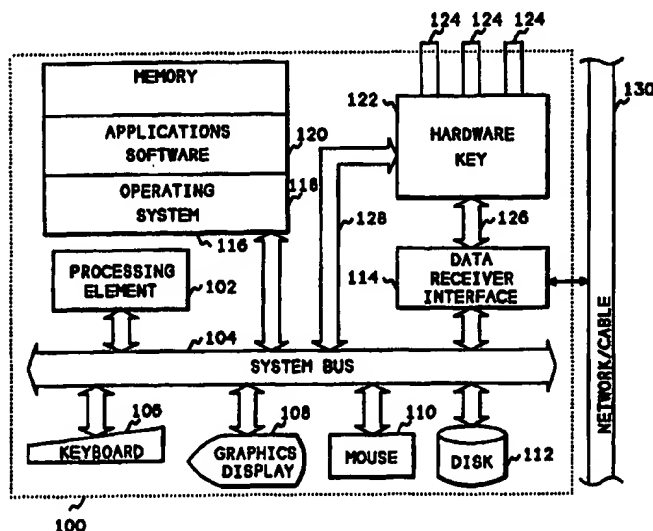 124 124 124
MEMORY
APPLICATIONS
SOFTWARE
120
OPERATING
SYSTEM
118
116
122
HARDWARE
KEY
130
128
126
PROCESSING
ELEMENT
102
114
DATA
RECEIVER
INTERFACE
104
SYSTEM BUS
NETWORK/CABLE
106
KEYBOARD
108
GRAPHICS
DISPLAY
110
MOUSE
DISK
112
100